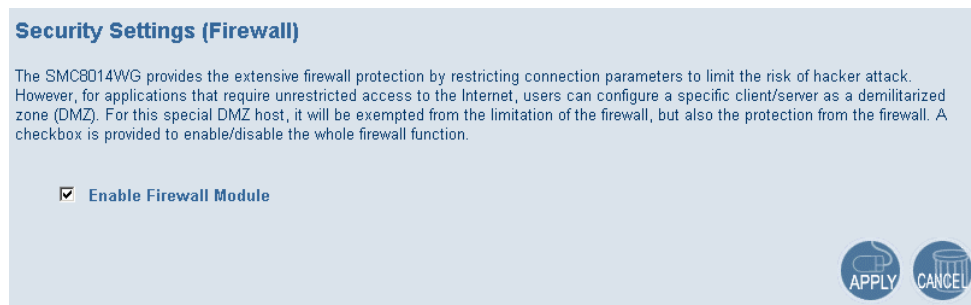 Security Settings (Firewall)
The SMC8014WG provides the extensive firewall protection by restricting connection parameters to limit the risk of hacker attack.
However, for applications that require unrestricted access to the Internet, users can configure a specific client/server as a demilitarized
zone (DMZ). For this special DMZ host, it will be exempted from the limitation of the firewall, but also the protection from the firewall. A
checkbox is provided to enable/disable the whole firewall function.
Enable Firewall Module
APPLY CANCEL